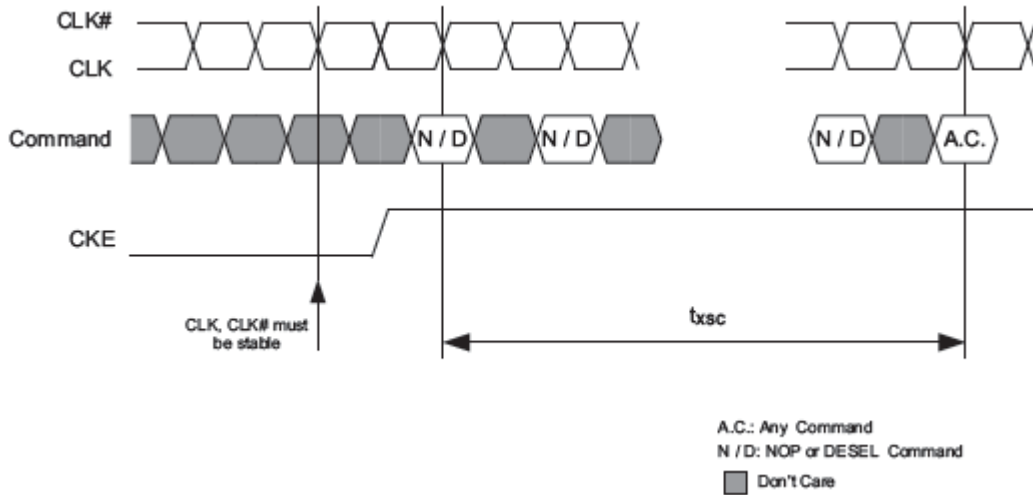 CLK#
CLK
Command
N / D
N / D
N / D
A.C.
CKE
CLK, CLK# must
be stable
txsc
A.C.: Any Command
N / D: NOP or DESEL Command
Don't Care